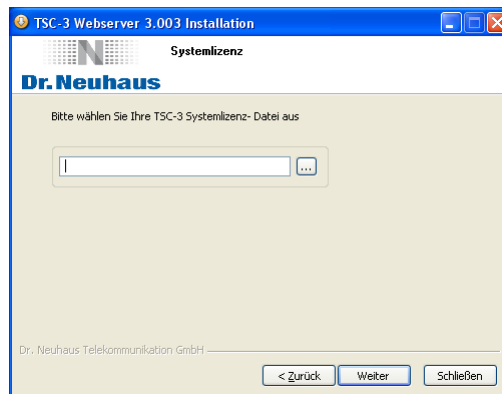 TSC-3 Webserver 3.003 Installation
Systemlizenz
N
Dr.Neuhaus
Bitte wählen Sie Ihre TSC-3 Systemlizenz- Datei aus
...
Dr. Neuhaus Telekommunikation GmbH
< Zurück
Weiter
Schließen